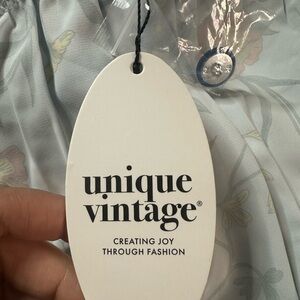 unique
vintage®
CREATING JOY
THROUGH FASHION